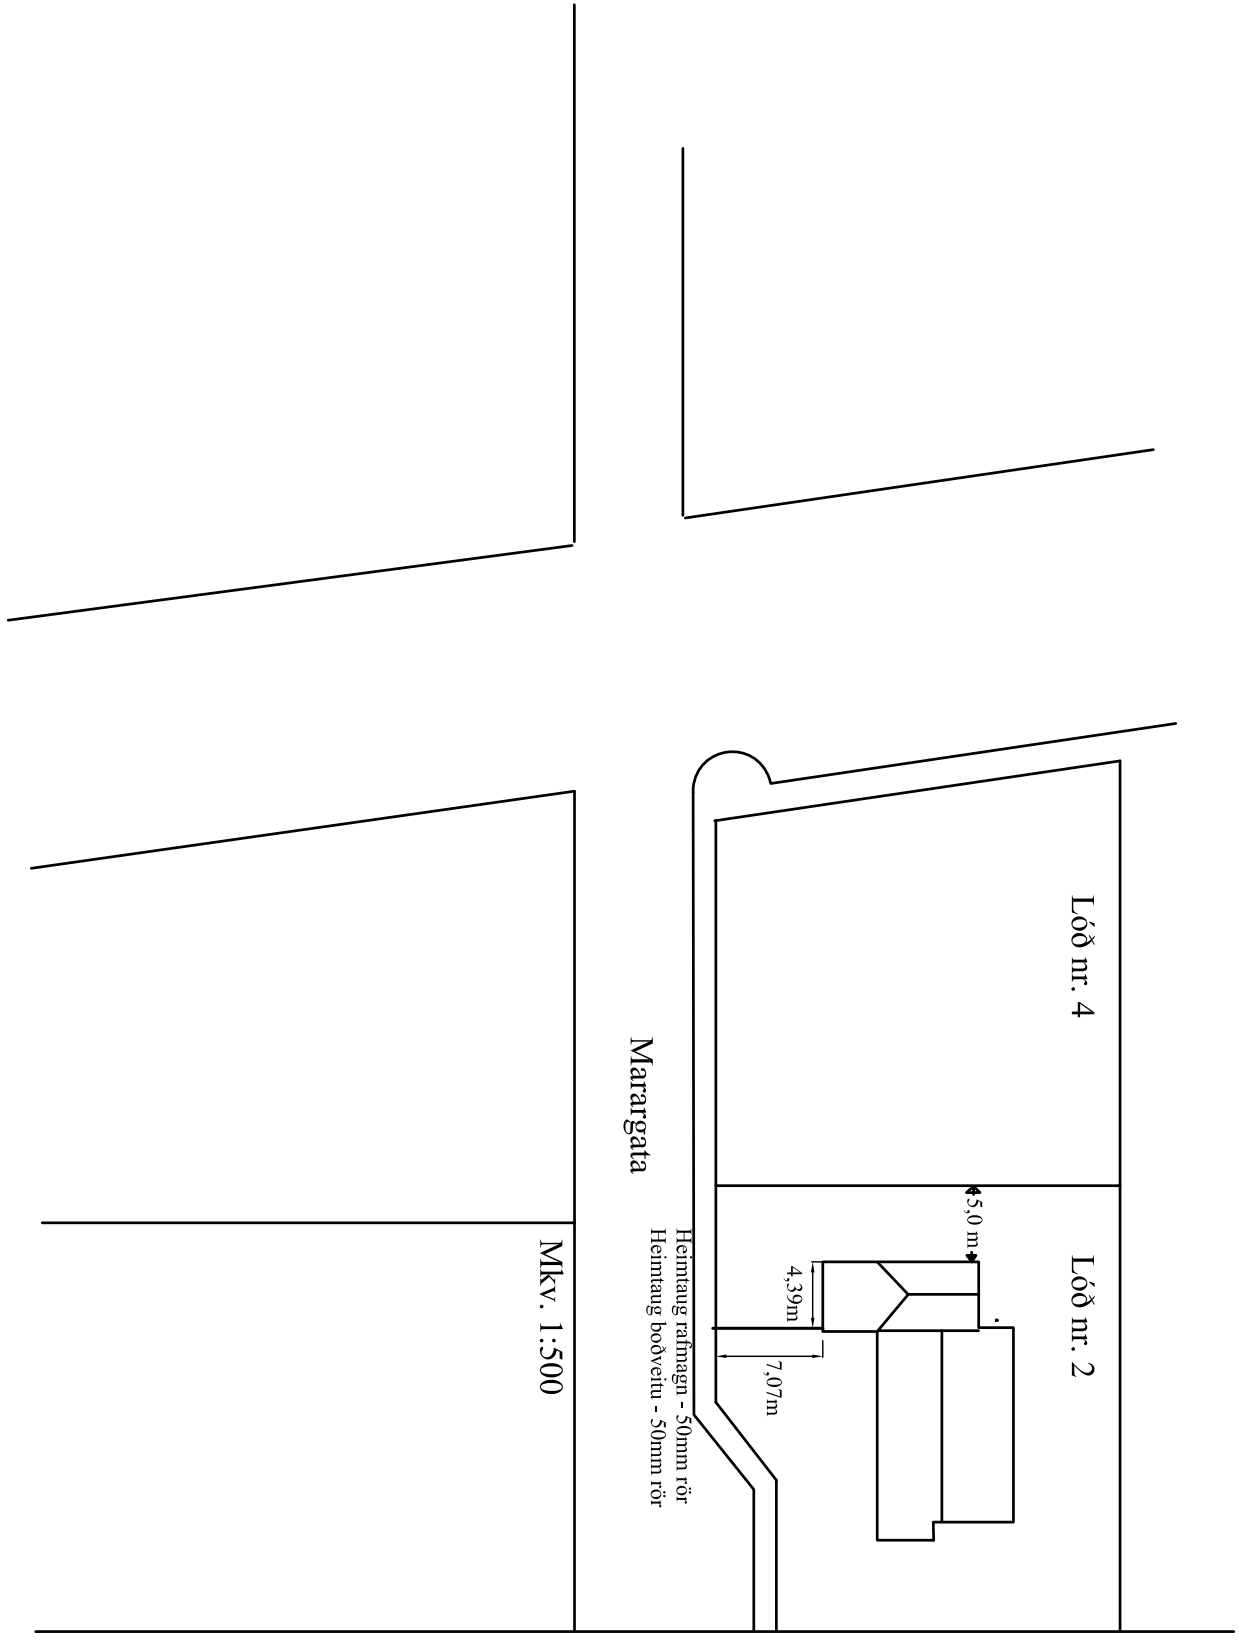 Lóð nr. 4
Lóð nr. 2
5,0 m
4,39m
7,07m
Marargata
Heimtaug rafmagn - 50mm rör
Heimtaug boðveitu - 50mm rör
Mkv. 1:500